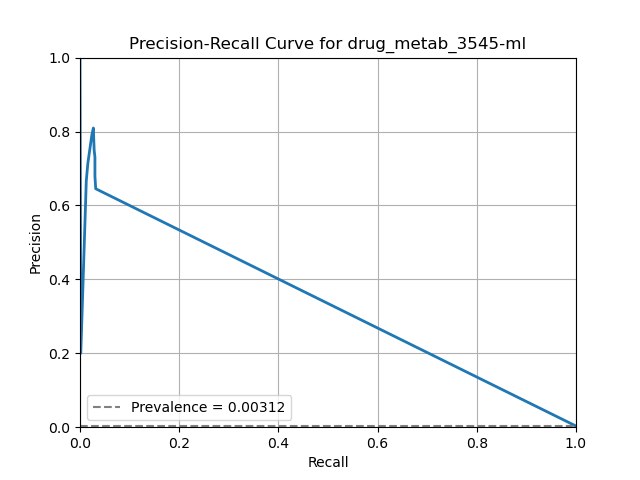 Precision-Recall Curve for drug_metab_3545-ml
Precision
1.0
0.8
0.6
0.4
0.2
0.0
Prevalence = 0.00312
0.0 0.2 0.4 0.6 0.8 1.0
Recall